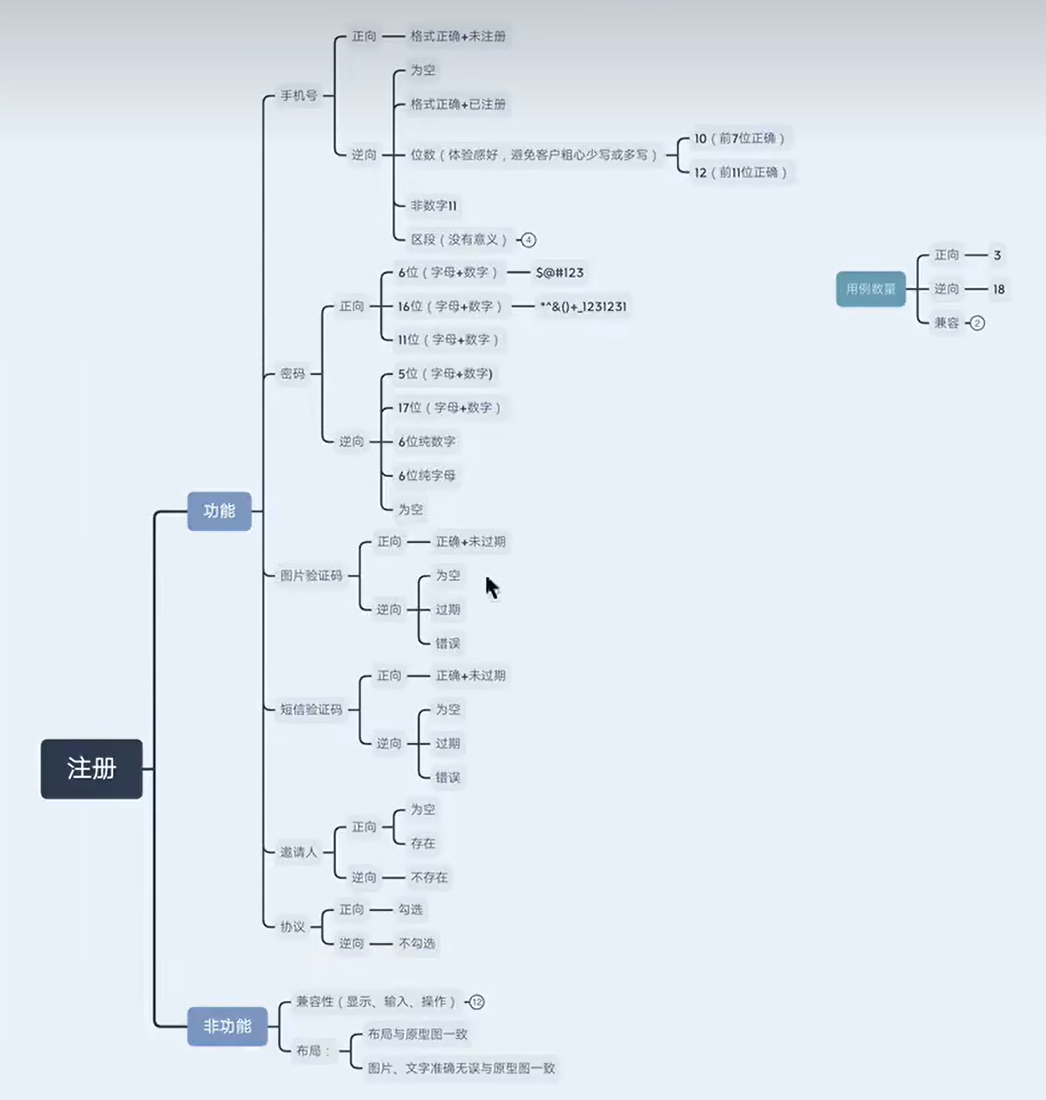 注册
功能
手机号
正向
格式正确+未注册
逆向
为空
格式正确+已注册
位数（体验感好，避免客户粗心少写或多写）
10（前7位正确）
12（前11位正确）
非数字11
区段（没有意义）
4
密码
正向
6位（字母+数字）
$@#123
16位（字母+数字）
"^&()+_1231231
11位（字母+数字）
逆向
5位（字母+数字)
17位（字母+数字）
6位纯数字
6位纯字母
为空
图片验证码
正向
正确+未过期
逆向
为空
过期
错误
短信验证码
正向
正确+未过期
逆向
为空
过期
错误
邀请人
正向
为空
存在
逆向
不存在
协议
正向
勾选
逆向
不勾选
非功能
兼容性（显示、输入、操作）
12
布局：
布局与原型图一致
图片、文字准确无误与原型图一致
用例数量
正向
3
逆向
18
兼容
2